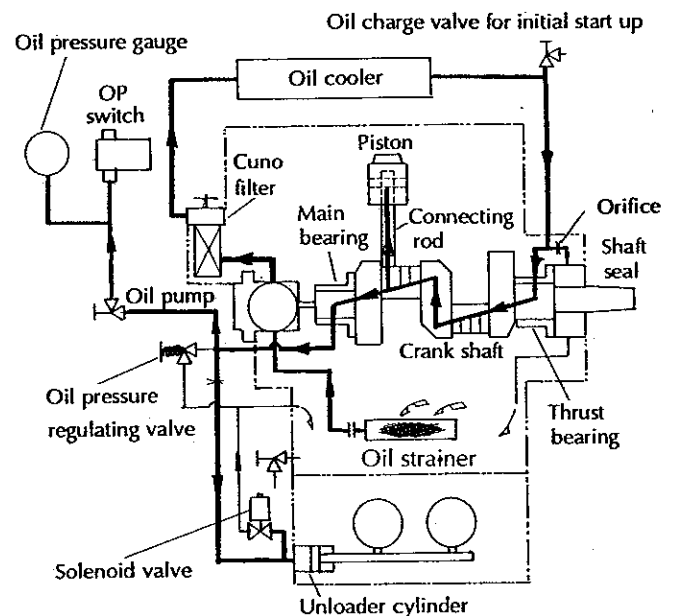 Oil charge valve for initial start up
Oil pressure gauge
OP
switch
Oil cooler
Piston
Cuno
filter
Main
bearing
Connecting
rod
Orifice
Shaft
seal
Oil pump
Crank shaft
Oil pressure
regulating valve
Thrust
bearing
Oil strainer
Solenoid valve
Unloader cylinder